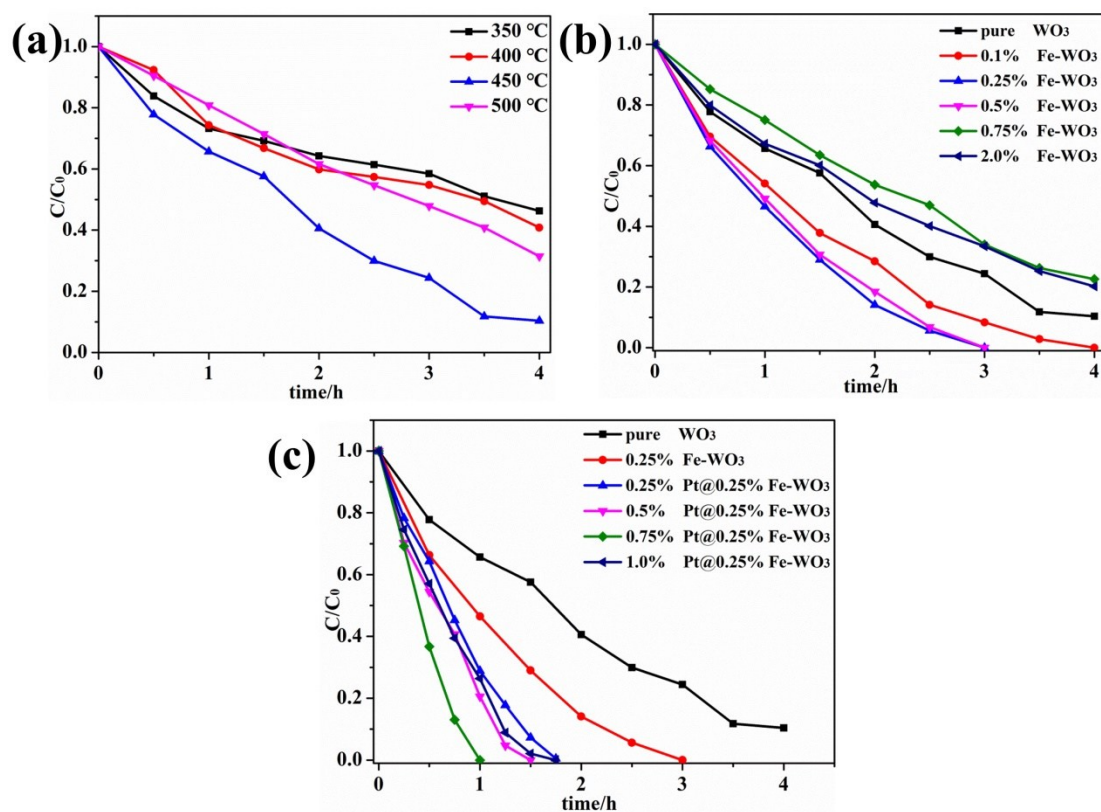 (a)
350 °C
400 °C
450 °C
500 °C
1.0
0.8
0.6
0.4
0.2
0.0
C/C₀
0 1 2 3 4
time/h
(b)
pure WO₃
0.1% Fe-WO₃
0.25% Fe-WO₃
0.5% Fe-WO₃
0.75% Fe-WO₃
2.0% Fe-WO₃
1.0
0.8
0.6
0.4
0.2
0.0
C/C₀
0 1 2 3 4
time/h
(c)
pure WO₃
0.25% Fe-WO₃
0.25% Pt@0.25% Fe-WO₃
0.5% Pt@0.25% Fe-WO₃
0.75% Pt@0.25% Fe-WO₃
1.0% Pt@0.25% Fe-WO₃
1.0
0.8
0.6
0.4
0.2
0.0
C/C₀
0 1 2 3 4
time/h